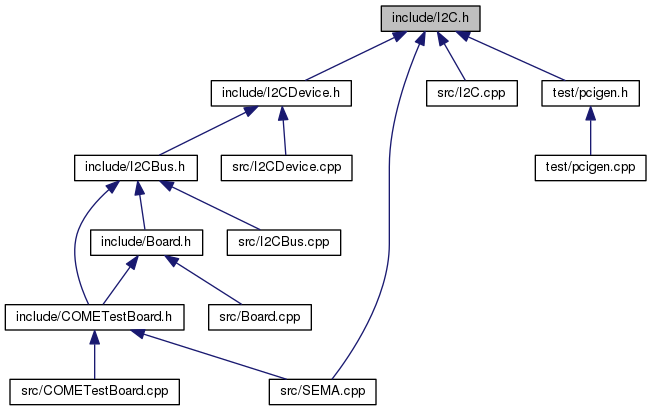 include/I2C.h
include/I2CDevice.h
src/I2C.cpp
test/pcigen.h
include/I2CBus.h
src/I2CDevice.cpp
test/pcigen.cpp
include/Board.h
src/I2CBus.cpp
include/COMETestBoard.h
src/Board.cpp
src/COMETestBoard.cpp
src/SEMA.cpp